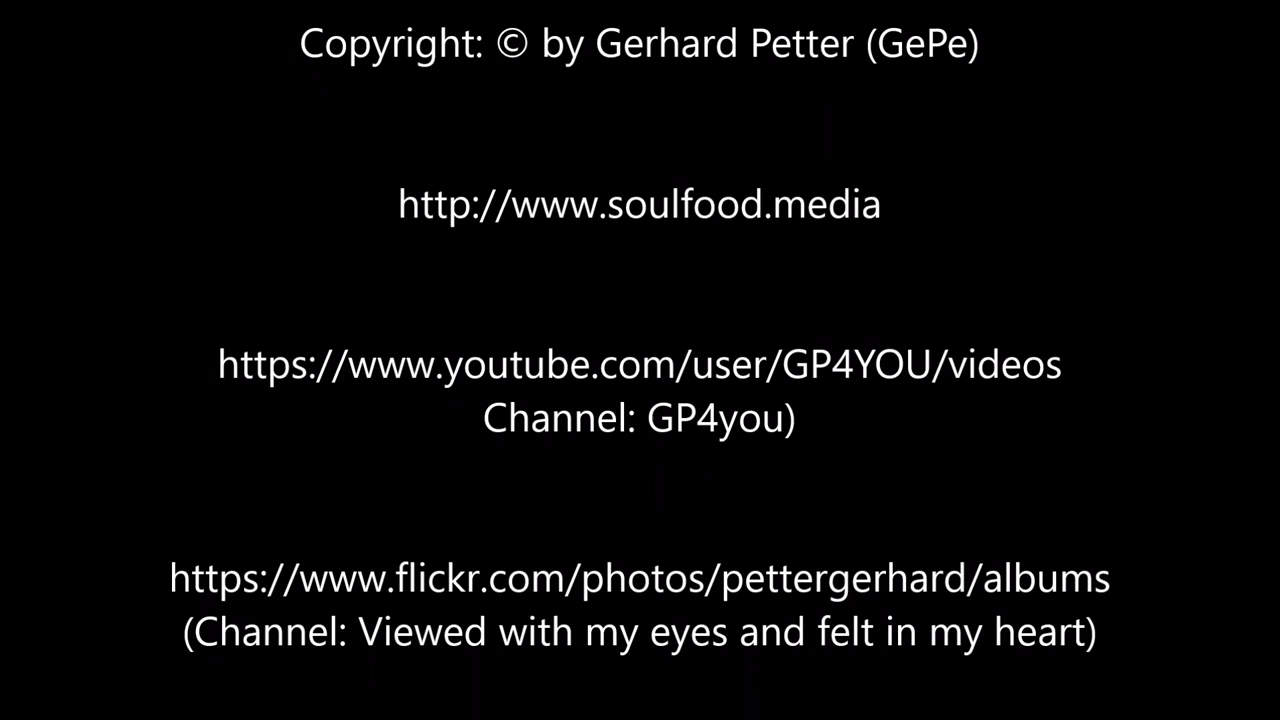 Copyright: © by Gerhard Petter (GePe)
http://www.soulfood.media
https://www.youtube.com/user/GP4YOU/videos
Channel: GP4you)
https://www.flickr.com/photos/pettergerhard/albums
(Channel: Viewed with my eyes and felt in my heart)